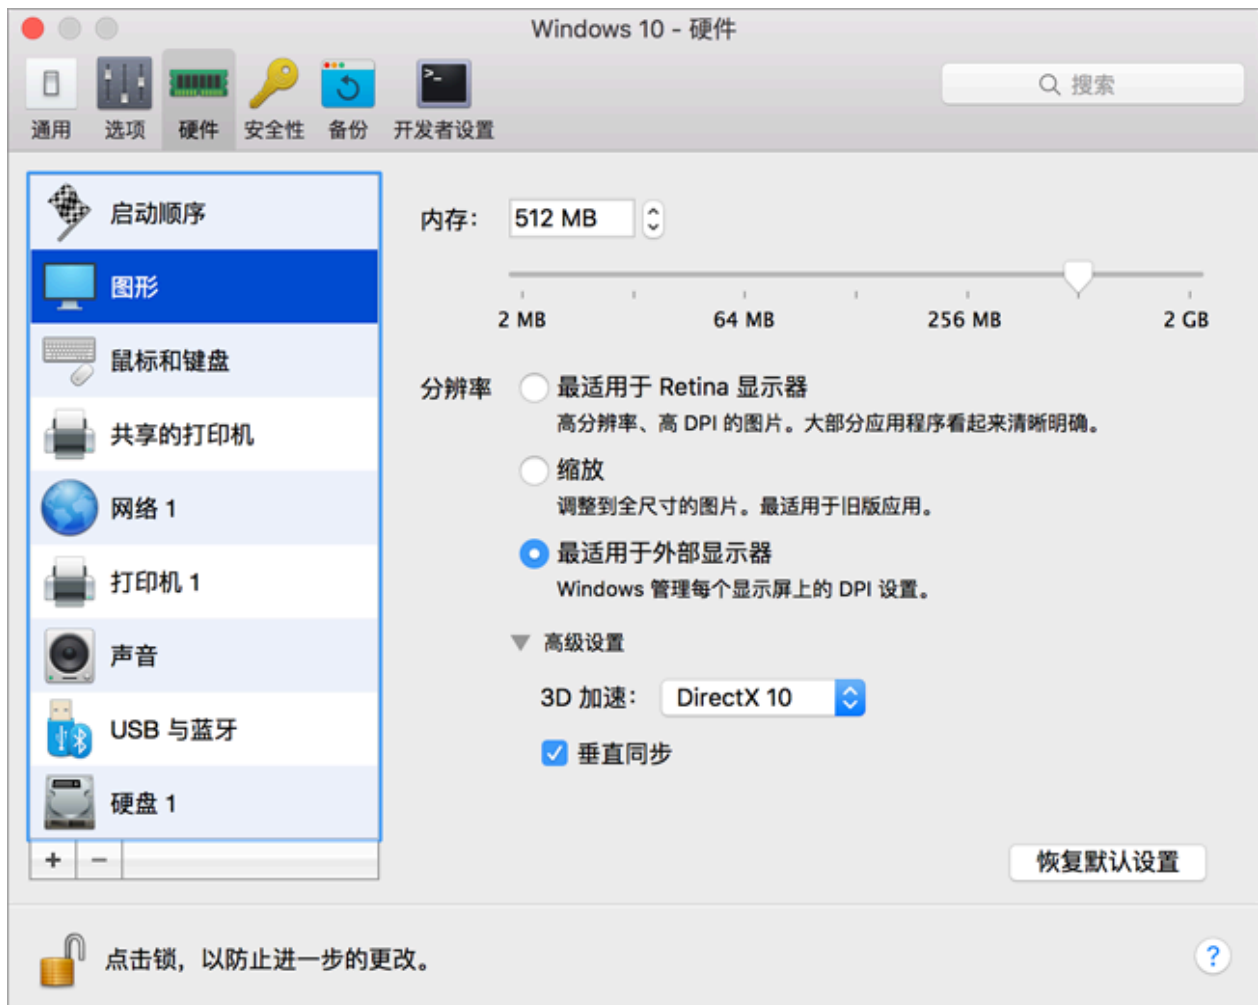 Windows 10 - 硬件
通用 选项 硬件 安全性 备份 开发者设置
搜索
启动顺序
图形
鼠标和键盘
共享的打印机
网络 1
打印机 1
声音
USB 与蓝牙
硬盘 1
+ −
内存： 512 MB
2 MB 64 MB 256 MB 2 GB
分辨率 最适用于 Retina 显示器
高分辨率、高 DPI 的图片。大部分应用程序看起来清晰明确。
缩放
调整到全尺寸的图片。最适用于旧版应用。
最适用于外部显示器
Windows 管理每个显示屏上的 DPI 设置。
高级设置
3D 加速： DirectX 10
垂直同步
恢复默认设置
点击锁，以防止进一步的更改。
?